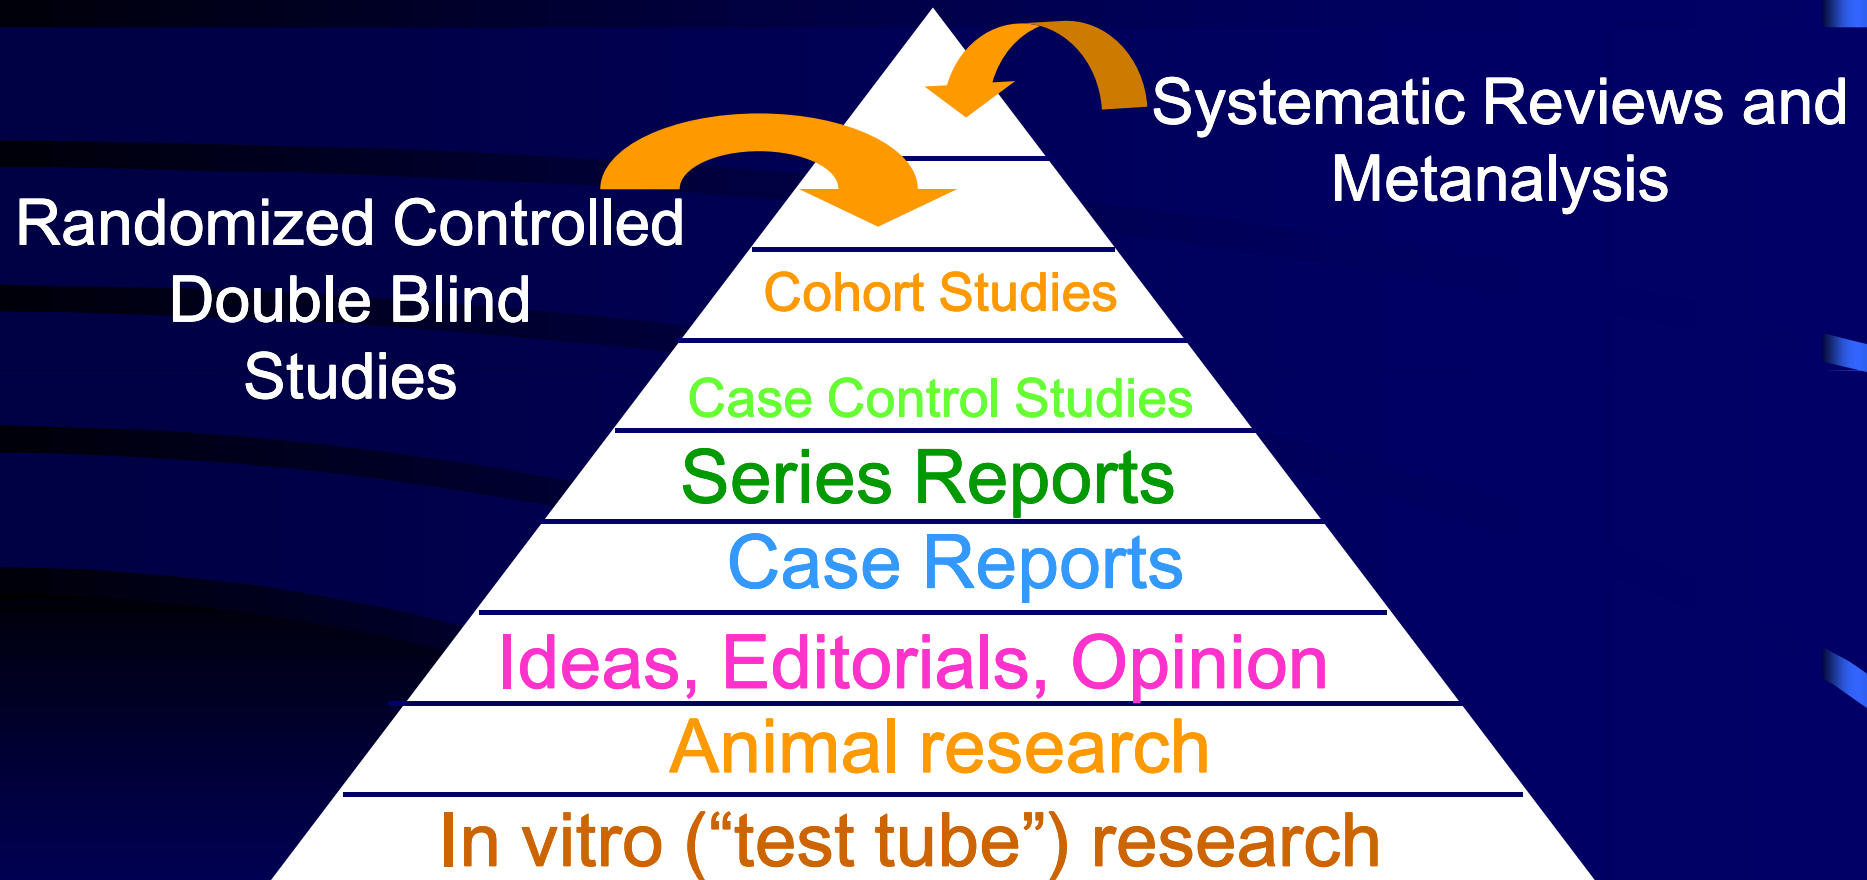 Systematic Reviews and
Metanalysis
Randomized Controlled
Double Blind
Studies
Cohort Studies
Case Control Studies
Series Reports
Case Reports
Ideas, Editorials, Opinion
Animal research
In vitro (“test tube”) research